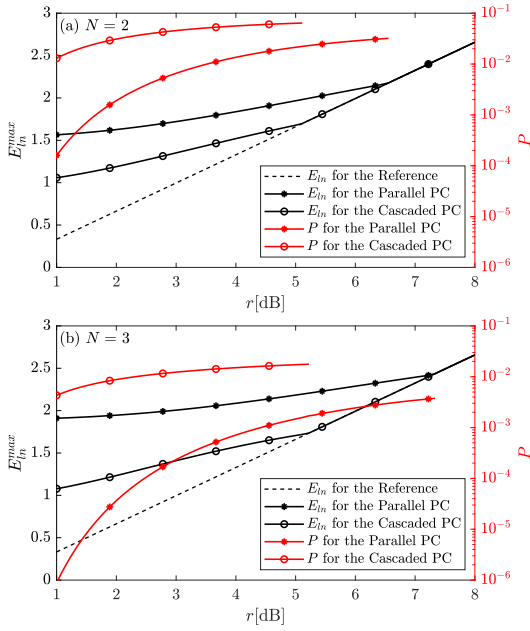 (a) N = 2
3
2.5
2
1.5
1
0.5
0
E_{ln}^{max}
10^{-1}
10^{-2}
10^{-3}
10^{-4}
10^{-5}
10^{-6}
P
E_{ln} for the Reference
E_{ln} for the Parallel PC
E_{ln} for the Cascaded PC
P for the Parallel PC
P for the Cascaded PC
1 2 3 4 5 6 7 8
r[dB]
(b) N = 3
3
2.5
2
1.5
1
0.5
0
E_{ln}^{max}
10^{-1}
10^{-2}
10^{-3}
10^{-4}
10^{-5}
10^{-6}
P
E_{ln} for the Reference
E_{ln} for the Parallel PC
E_{ln} for the Cascaded PC
P for the Parallel PC
P for the Cascaded PC
1 2 3 4 5 6 7 8
r[dB]